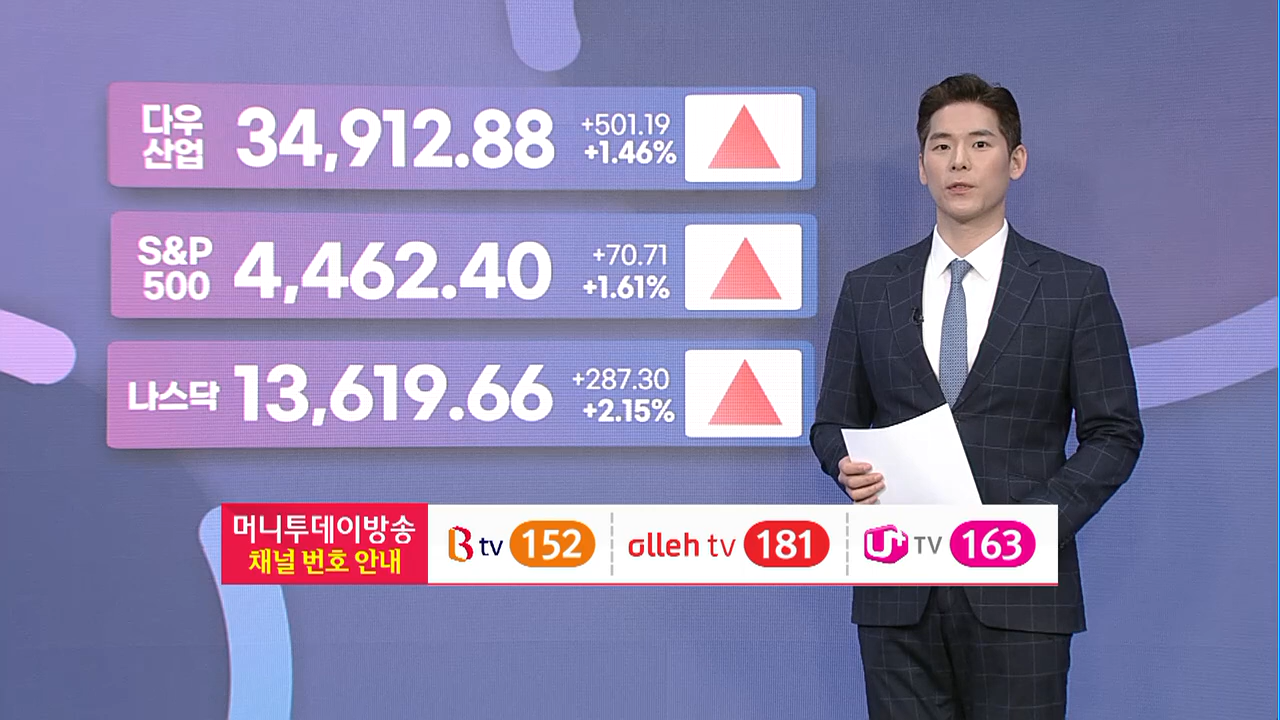 다우
산업
34,912.88
+501.19
+1.46%
S&P
500
4,462.40
+70.71
+1.61%
나스닥
13,619.66
+287.30
+2.15%
머니투데이방송
채널 번호 안내
B tv 152
olleh tv 181
U+ TV 163